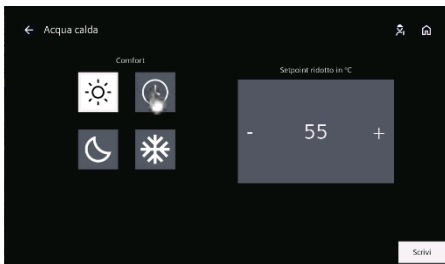 Acqua calda
Comfort
Setpoint ridotto in °C
- 55 +
Scrivi